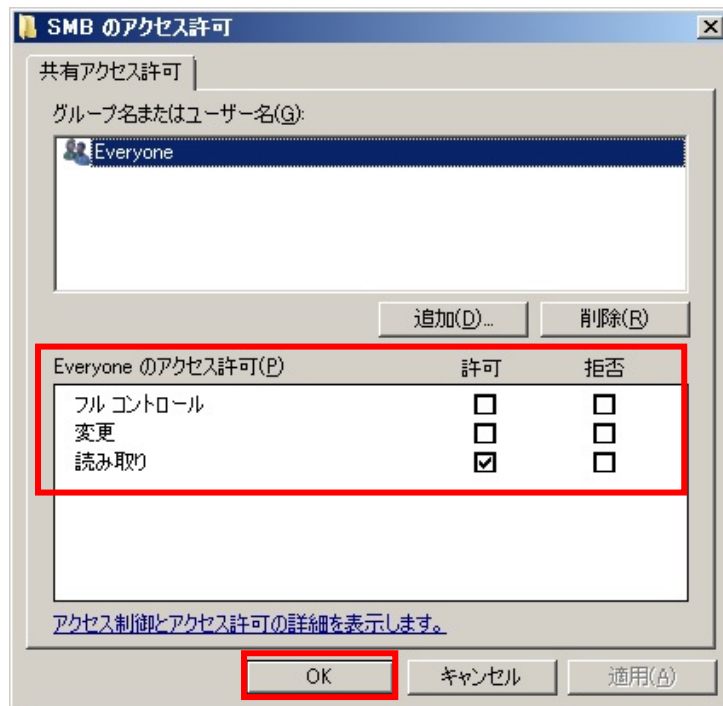 SMB のアクセス許可
共有アクセス許可
グループ名またはユーザー名(G):
Everyone
追加(D)... 削除(R)
Everyone のアクセス許可(P) 許可 拒否
フル コントロール
変更
読み取り
アクセス制御とアクセス許可の詳細を表示します。
OK キャンセル 適用(A)